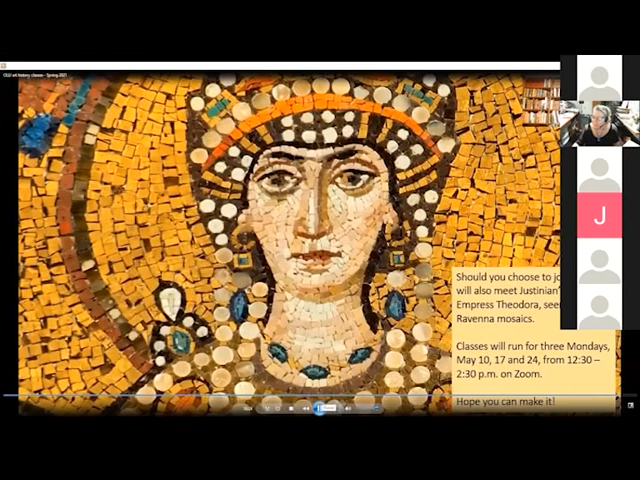 OLLI art history classes - Spring 2021
J
Should you choose to jo
will also meet Justinian'
Empress Theodora, see
Ravenna mosaics.
Classes will run for three Mondays,
May 10, 17 and 24, from 12:30 –
2:30 p.m. on Zoom.
Hope you can make it!